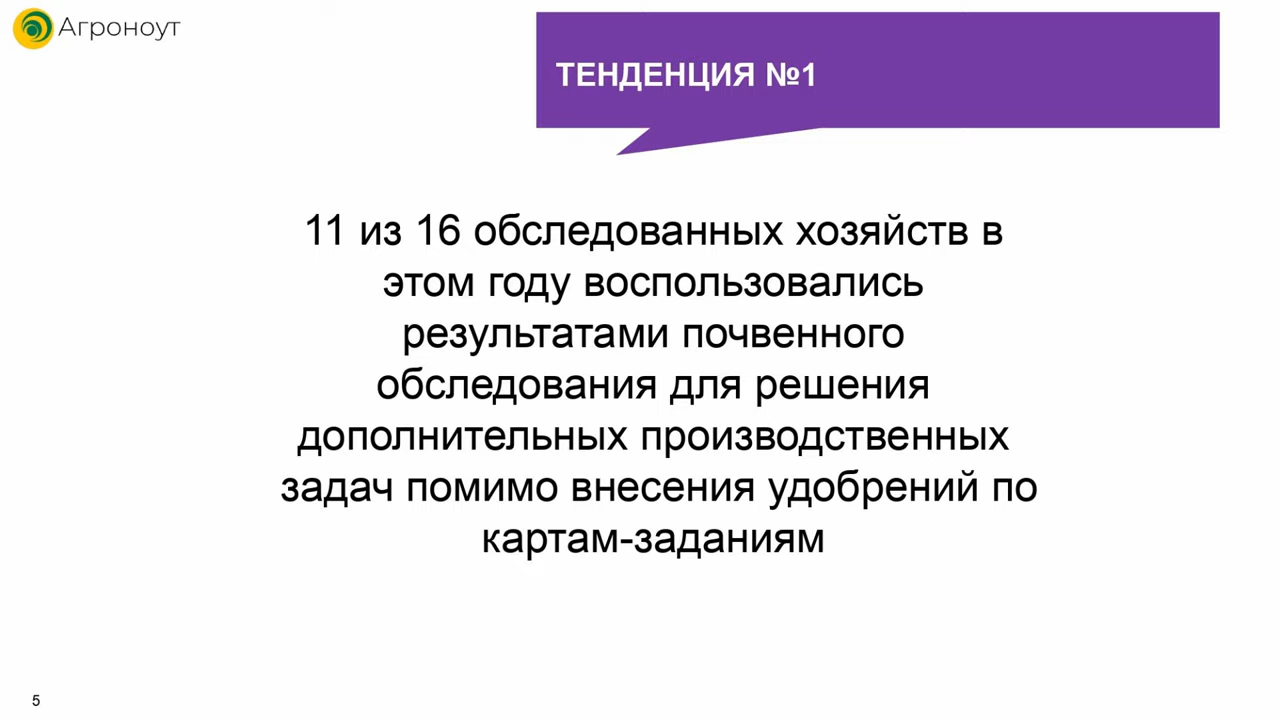 Агроноут
ТЕНДЕНЦИЯ №1
11 из 16 обследованных хозяйств в
этом году воспользовались
результатами почвенного
обследования для решения
дополнительных производственных
задач помимо внесения удобрений по
картам-заданиям
5